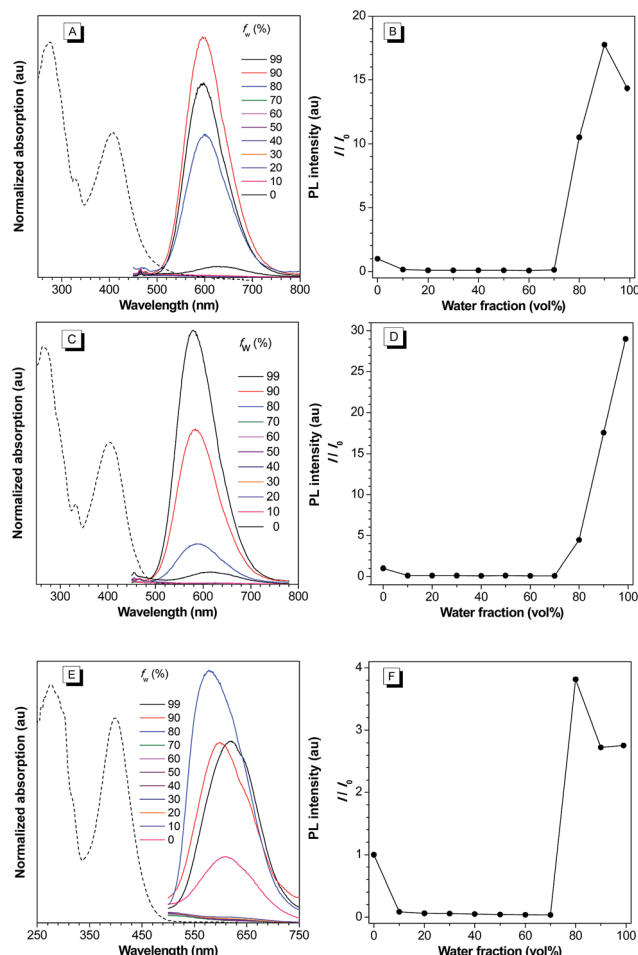 A
f_w (%)
99
90
80
70
60
50
40
30
20
10
0
Normalized absorption (au)
PL intensity (au)
300 400 500 600 700 800
Wavelength (nm)
B
I / I_0
20
15
10
5
0
0 20 40 60 80 100
Water fraction (vol%)
C
f_W (%)
99
90
80
70
60
50
40
30
20
10
0
Normalized absorption (au)
PL intensity (au)
300 400 500 600 700 800
Wavelength (nm)
D
I / I_0
30
25
20
15
10
5
0
0 20 40 60 80 100
Water fraction (vol%)
E
f_w (%)
99
90
80
70
60
50
40
30
20
10
0
Normalized absorption (au)
PL intensity (au)
250 350 450 550 650 750
Wavelength (nm)
F
I / I_0
4
3
2
1
0
0 20 40 60 80 100
Water fraction (vol%)